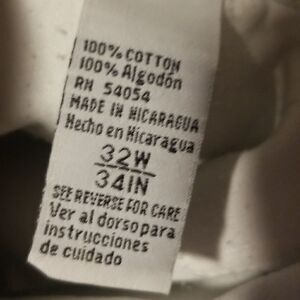 100% COTTON
100% Algodón
RN 54054
MADE IN NICARAGUA
Hecho en Nicaragua
32W
34IN
SEE REVERSE FOR CARE
Ver al dorso para
instrucciones
de cuidado